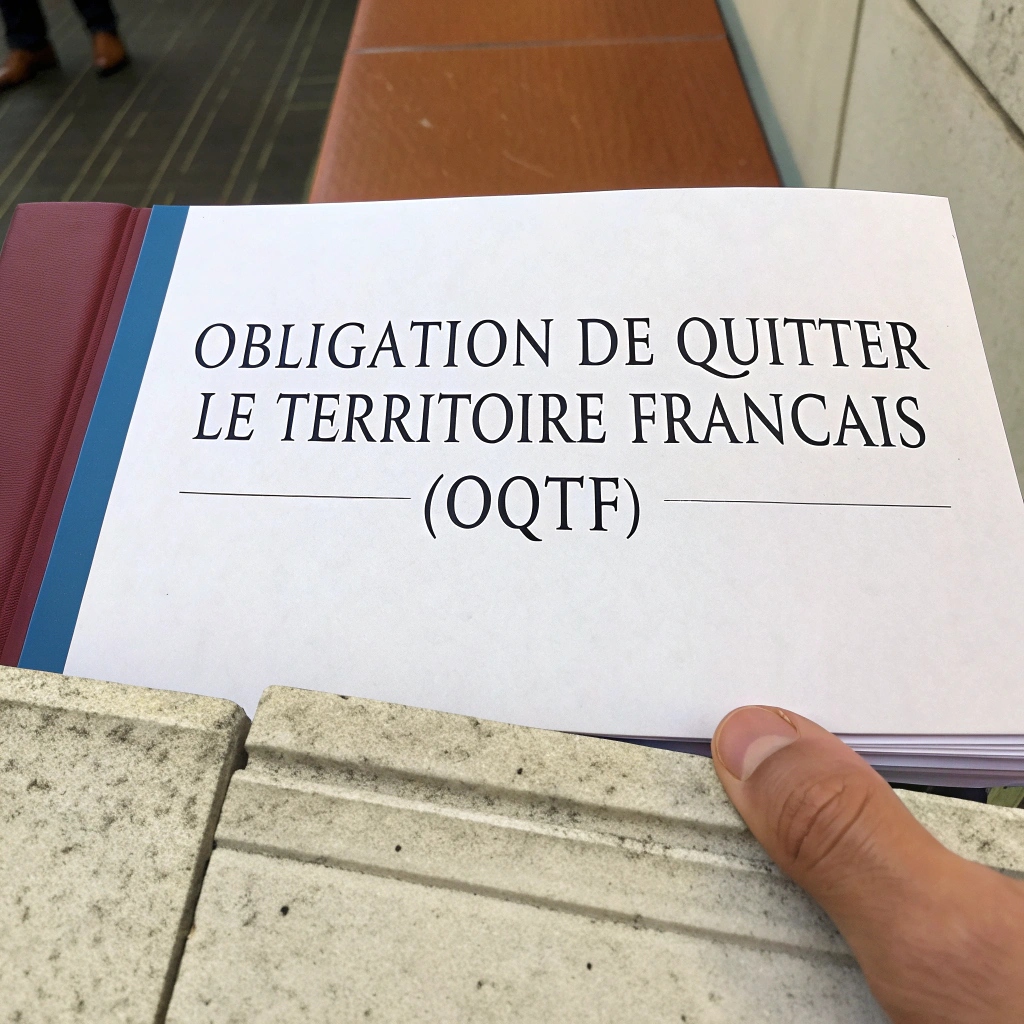 OBLIGATION DE QUITTER
LE TERRITOIRE FRANCAIS
(OQTF)